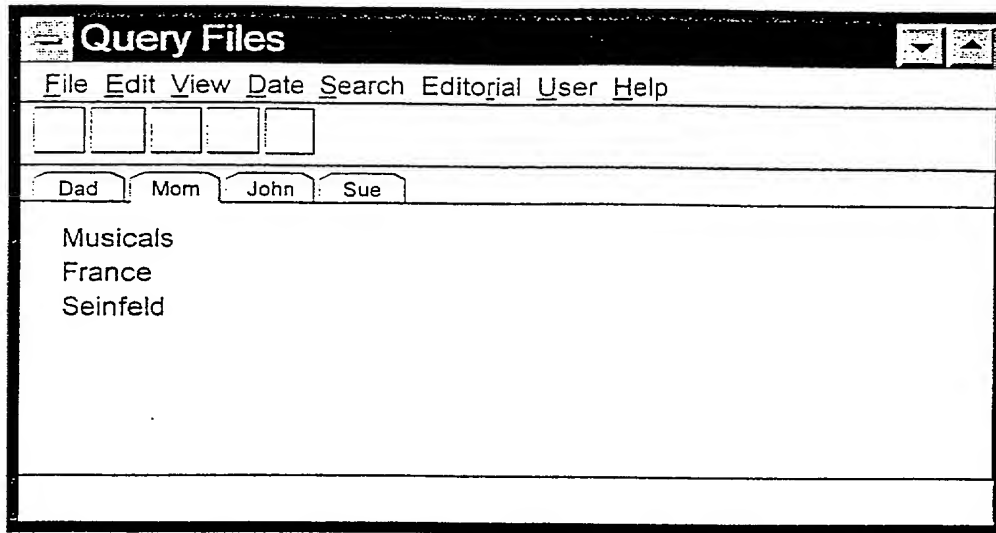 Query Files
File Edit View Date Search Editorial User Help
Dad Mom John Sue
Musicals
France
Seinfeld